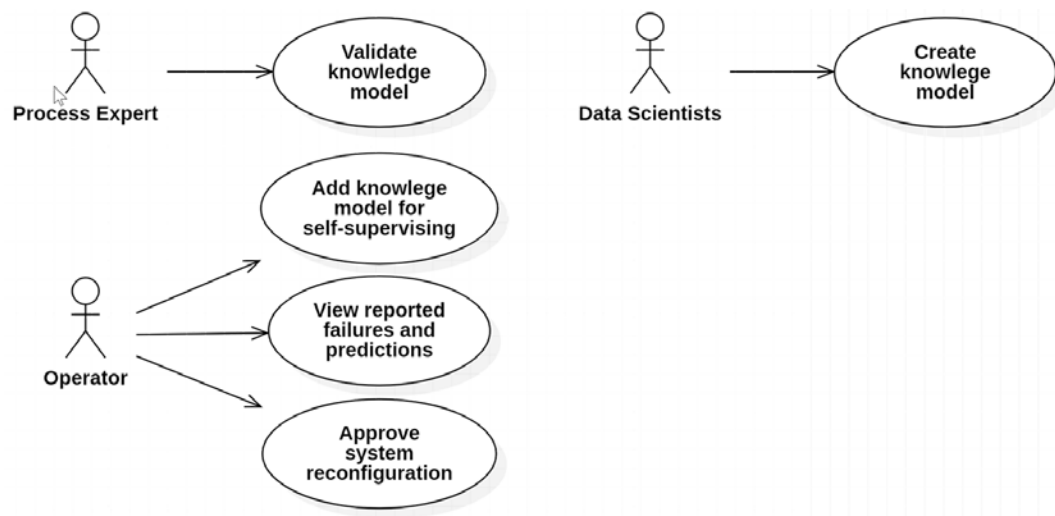 Validate
knowledge
model
Process Expert
Create
knowlege
model
Data Scientists
Add knowlege
model for
self-supervising
View reported
failures and
predictions
Operator
Approve
system
reconfiguration